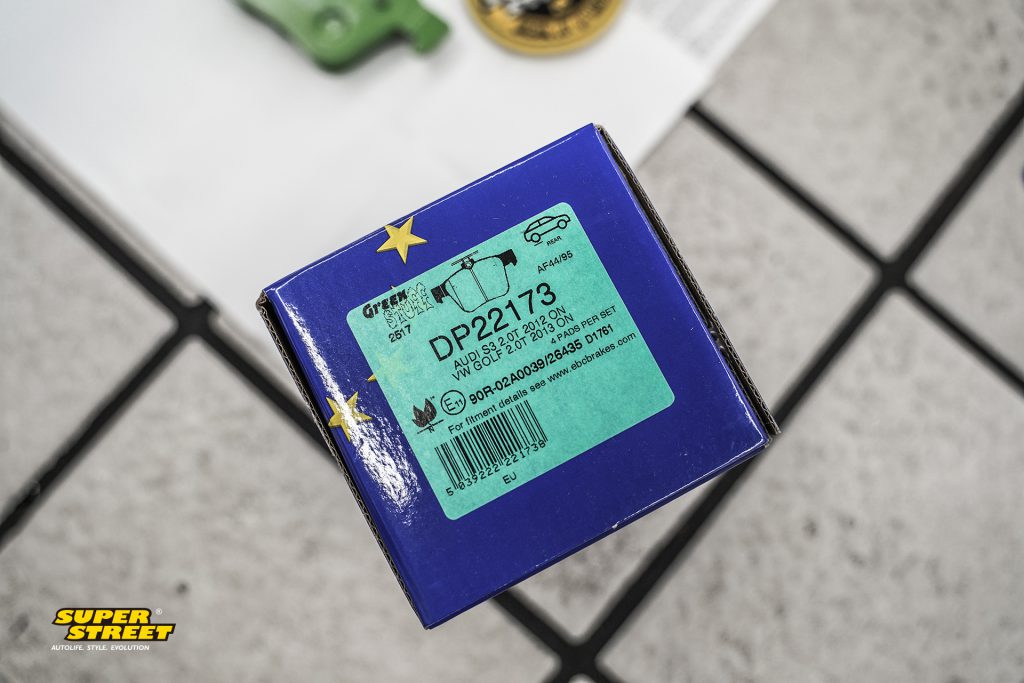 GREEN
STUFF
2517
REAR
AF44/95
DP22173
AUDI S3 2.0T 2012 ON
VW GOLF 2.0T 2013 ON
4 PADS PER SET
E11 90R-02A0039/26435 D1761
For fitment details see www.ebcbrakes.com
5 039222 221738
EU
SUPER ®
STREET
AUTOLIFE. STYLE. EVOLUTION